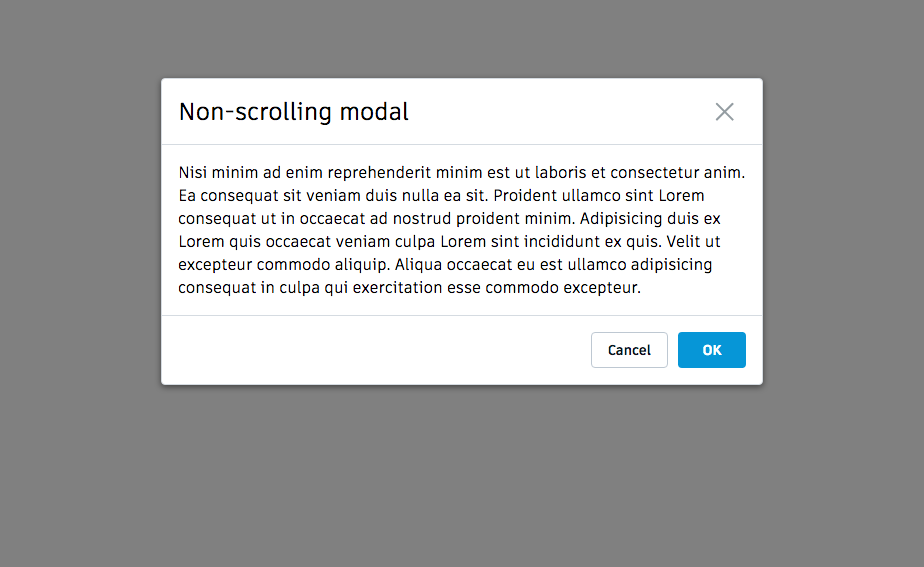 Non-scrolling modal
Nisi minim ad enim reprehenderit minim est ut laboris et consectetur anim.
Ea consequat sit veniam duis nulla ea sit. Proident ullamco sint Lorem
consequat ut in occaecat ad nostrud proident minim. Adipisicing duis ex
Lorem quis occaecat veniam culpa Lorem sint incididunt ex quis. Velit ut
excepteur commodo aliquip. Aliqua occaecat eu est ullamco adipisicing
consequat in culpa qui exercitation esse commodo excepteur.
Cancel
OK